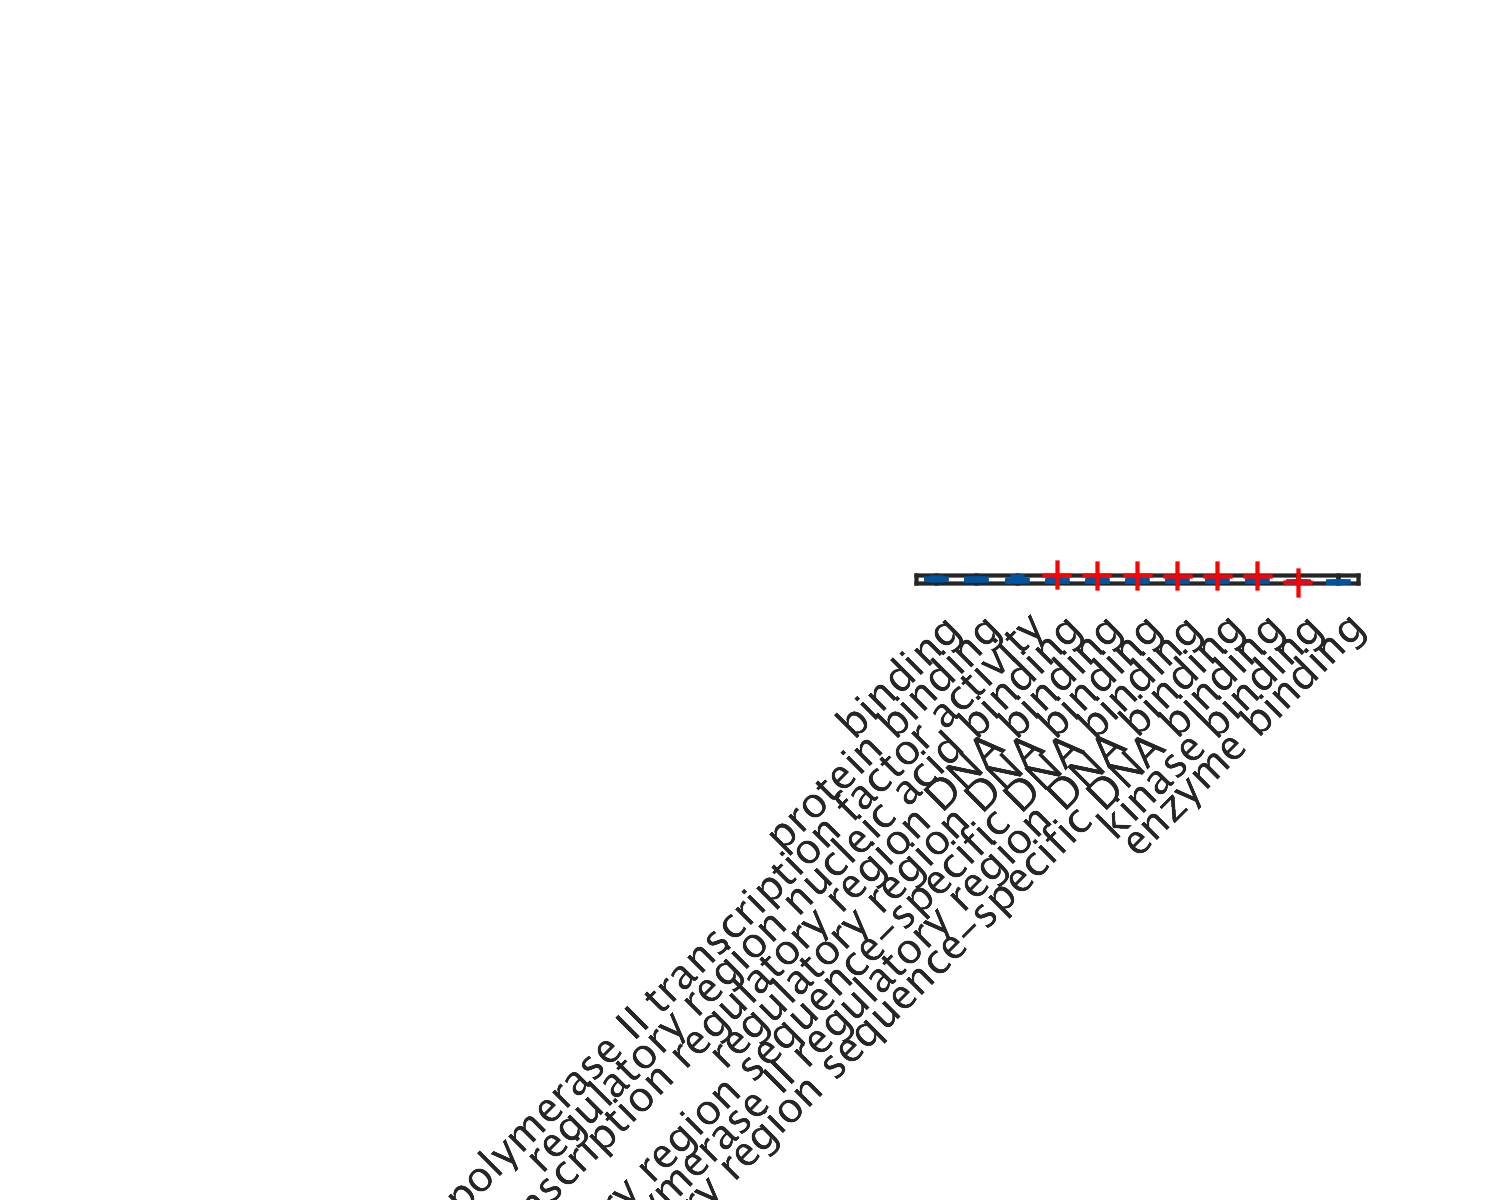 binding
protein binding
polymerase II transcription factor activity
regulatory region nucleic acid binding
regulatory region DNA binding
regulatory region DNA binding
region sequence-specific DNA binding
II regulatory region DNA binding
region sequence-specific DNA binding
kinase binding
enzyme binding